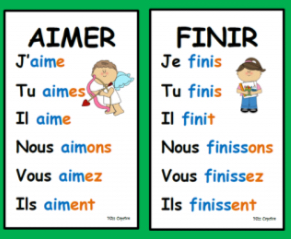 AIMER
J'aime
Tu aimes
Il aime
Nous aimons
Vous aimez
Ils aiment
FINIR
Je finis
Tu finis
Il finit
Nous finissons
Vous finissez
Ils finissent